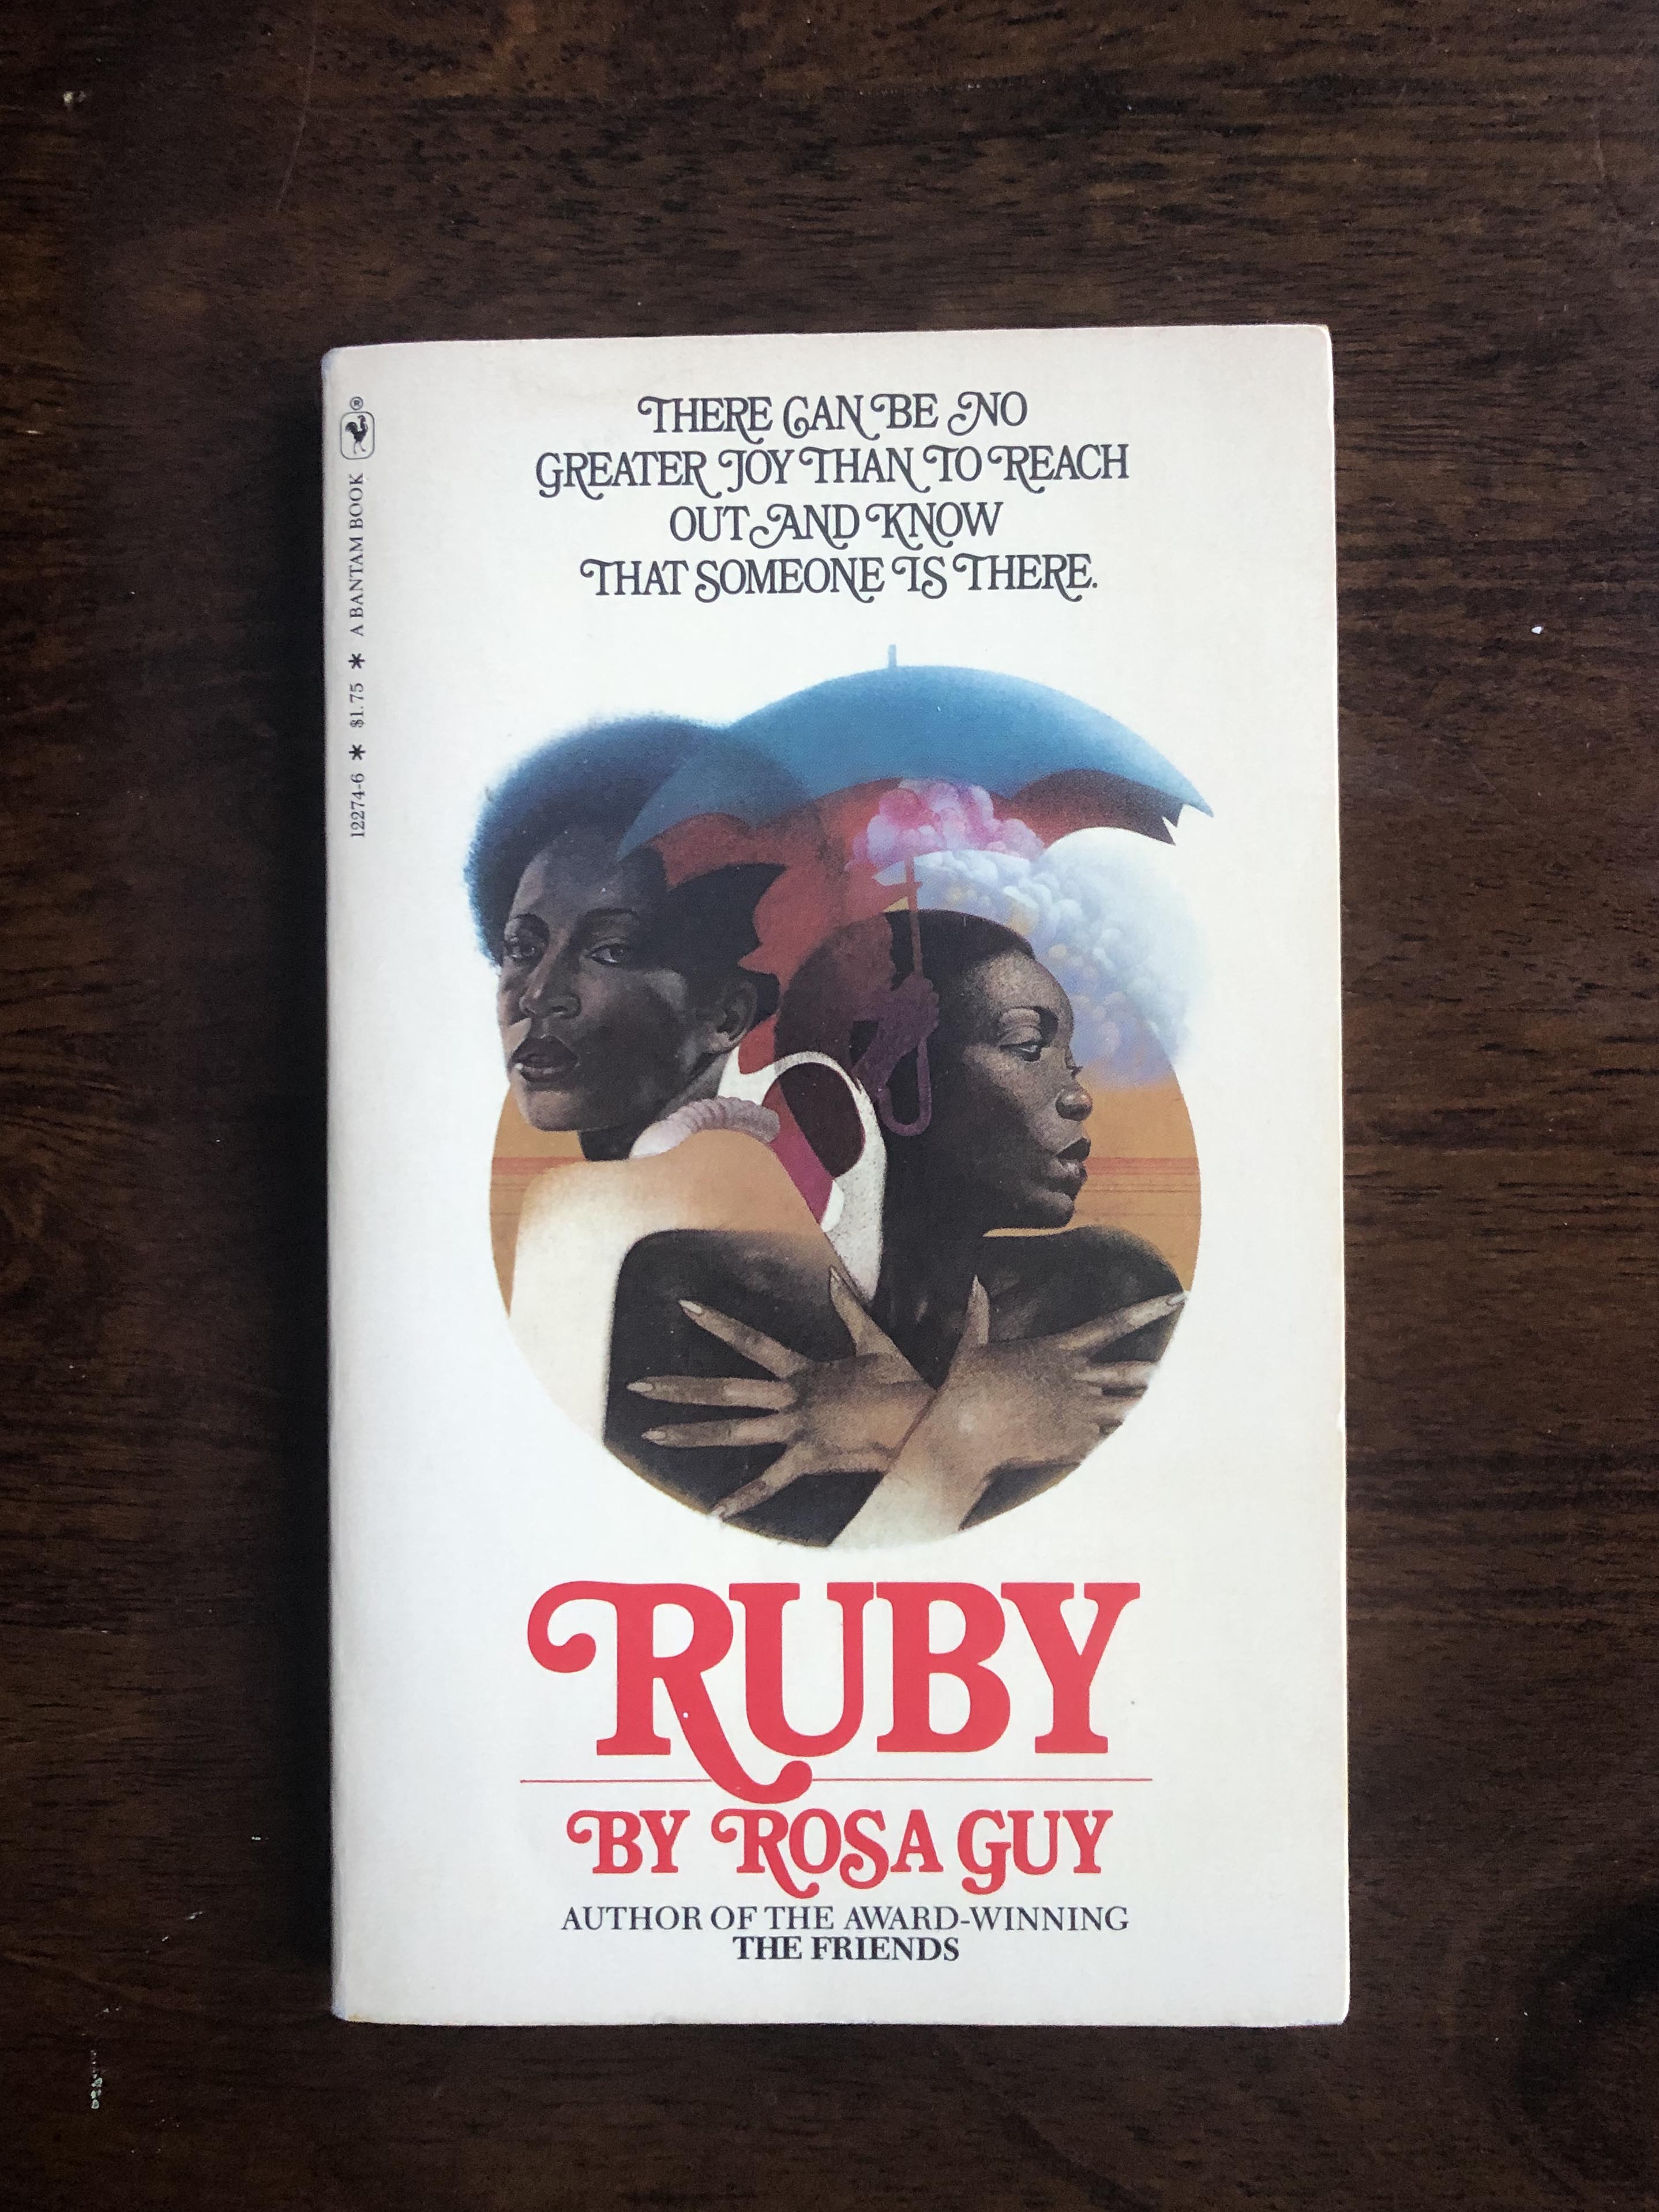 THERE CAN BE NO
GREATER JOY THAN TO REACH
OUT AND KNOW
THAT SOMEONE IS THERE.
12274-6 * $1.75 * A BANTAM BOOK ®
RUBY
BY ROSA GUY
AUTHOR OF THE AWARD-WINNING
THE FRIENDS